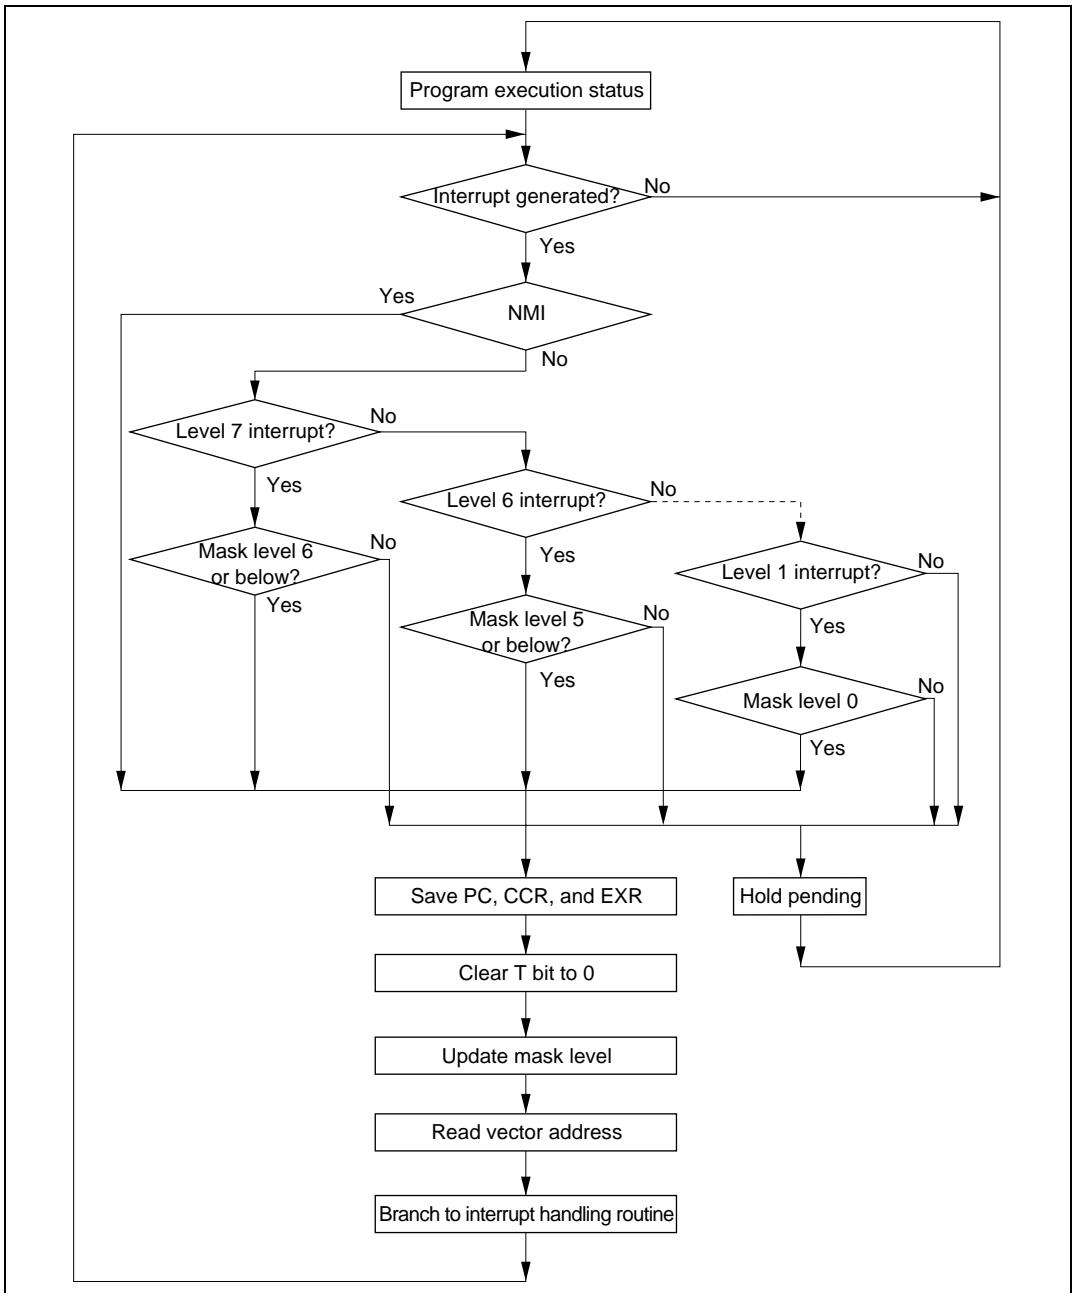 Program execution status
Interrupt generated?
No
Yes
Yes
NMI
No
Level 7 interrupt?
No
Yes
Level 6 interrupt?
No
Mask level 6
or below?
No
Yes
Yes
Level 1 interrupt?
No
Mask level 5
or below?
No
Yes
Yes
Mask level 0
No
Yes
Save PC, CCR, and EXR
Hold pending
Clear T bit to 0
Update mask level
Read vector address
Branch to interrupt handling routine